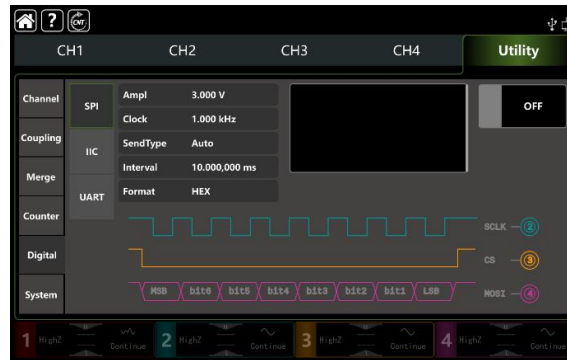 ? CNT
CH1 CH2 CH3 CH4 Utility
Channel SPI Ampl 3.000 V OFF
Clock 1.000 kHz
Coupling IIC SendType Auto
Interval 10.000,000 ms
Merge UART Format HEX
Counter SCLK 2
Digital CS 3
System MSB bit6 bit5 bit4 bit3 bit2 bit1 LSB MOSI 4
1 HighZ Continue 2 HighZ Continue 3 HighZ Continue 4 HighZ Continue